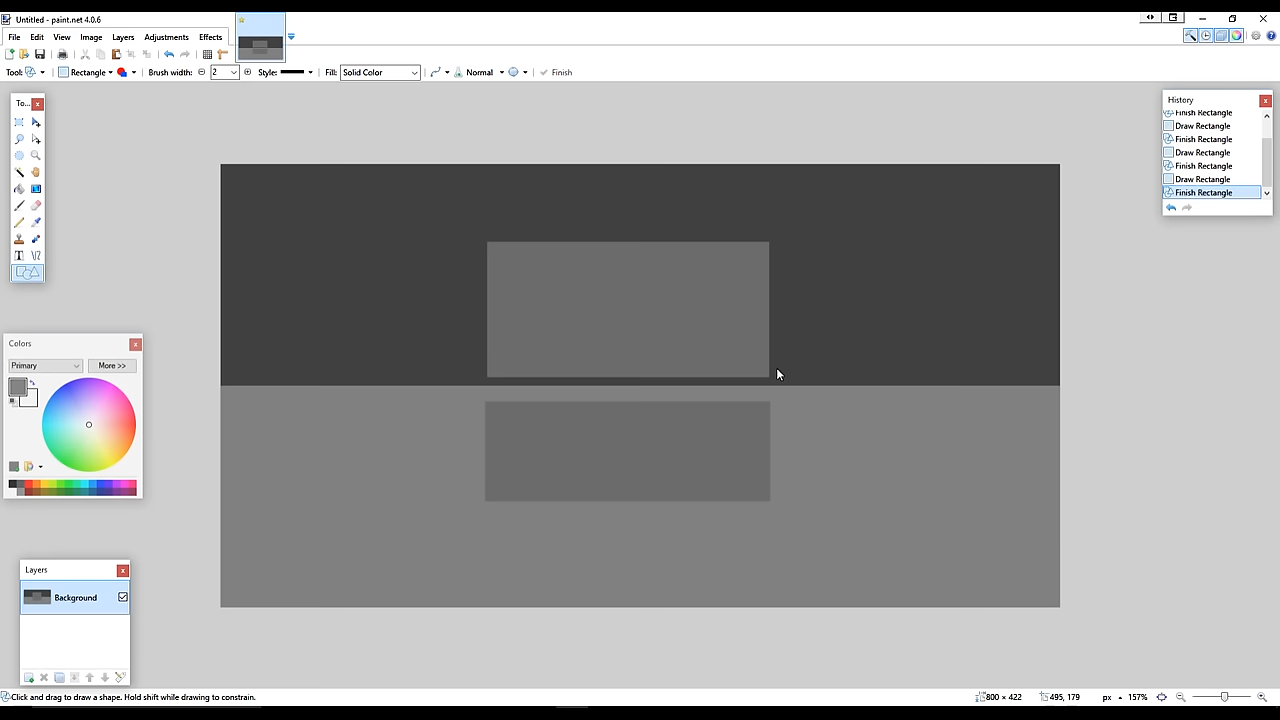 Untitled - paint.net 4.0.6
File Edit View Image Layers Adjustments Effects
Tool: Rectangle Brush width: 2 Style: Fill: Solid Color Normal Finish
To...
History
Finish Rectangle
Draw Rectangle
Finish Rectangle
Draw Rectangle
Finish Rectangle
Draw Rectangle
Finish Rectangle
Colors
Primary More >>
Layers
Background
Click and drag to draw a shape. Hold shift while drawing to constrain. 800 × 422 495, 179 px 157%